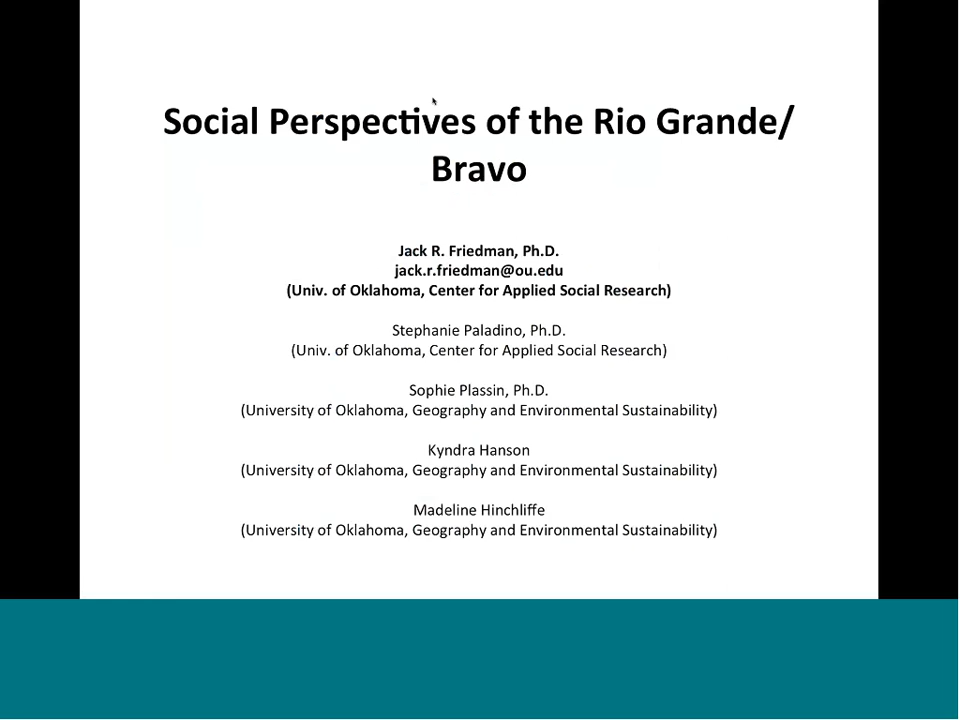 Social Perspectives of the Rio Grande/
Bravo
Jack R. Friedman, Ph.D.
jack.r.friedman@ou.edu
(Univ. of Oklahoma, Center for Applied Social Research)
Stephanie Paladino, Ph.D.
(Univ. of Oklahoma, Center for Applied Social Research)
Sophie Plassin, Ph.D.
(University of Oklahoma, Geography and Environmental Sustainability)
Kyndra Hanson
(University of Oklahoma, Geography and Environmental Sustainability)
Madeline Hinchliffe
(University of Oklahoma, Geography and Environmental Sustainability)